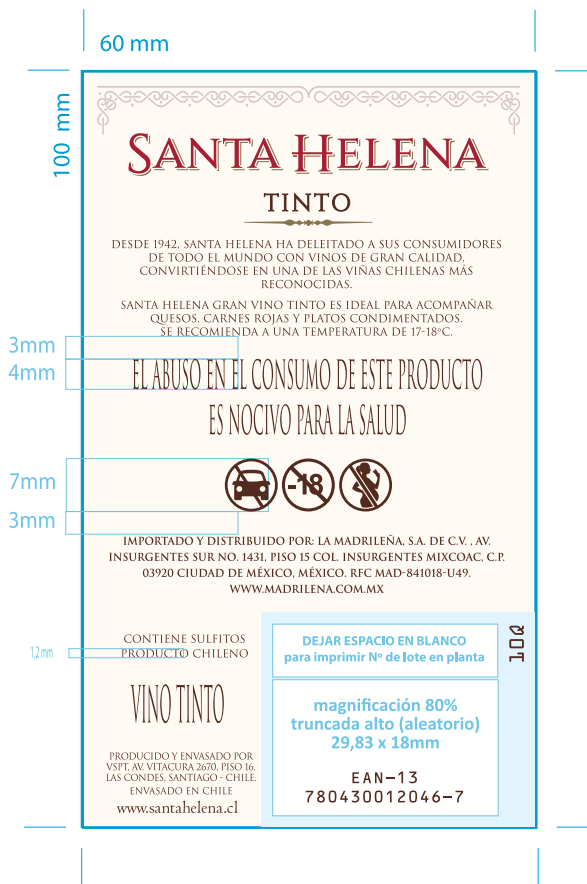 60 mm
100 mm
SANTA HELENA
TINTO
DESDE 1942, SANTA HELENA HA DELEITADO A SUS CONSUMIDORES
DE TODO EL MUNDO CON VINOS DE GRAN CALIDAD,
CONVIRTIÉNDOSE EN UNA DE LAS VIÑAS CHILENAS MÁS
RECONOCIDAS.
SANTA HELENA GRAN VINO TINTO ES IDEAL PARA ACOMPAÑAR
QUESOS, CARNES ROJAS Y PLATOS CONDIMENTADOS.
SE RECOMIENDA A UNA TEMPERATURA DE 17-18°C.
3mm
4mm
EL ABUSO EN EL CONSUMO DE ESTE PRODUCTO
ES NOCIVO PARA LA SALUD
7mm
-18
3mm
IMPORTADO Y DISTRIBUIDO POR: LA MADRILEÑA, S.A. DE C.V. , AV.
INSURGENTES SUR NO. 1431, PISO 15 COL. INSURGENTES MIXCOAC, C.P.
03920 CIUDAD DE MÉXICO, MÉXICO. RFC MAD-841018-U49.
WWW.MADRILENA.COM.MX
CONTIENE SULFITOS
1,2 mm
PRODUCTO CHILENO
VINO TINTO
PRODUCIDO Y ENVASADO POR
VSPT, AV. VITACURA 2670, PISO 16,
LAS CONDES, SANTIAGO - CHILE.
ENVASADO EN CHILE
www.santahelena.cl
DEJAR ESPACIO EN BLANCO
para imprimir Nº de lote en planta
10Q
magnificación 80%
truncada alto (aleatorio)
29,83 x 18mm
EAN-13
780430012046-7